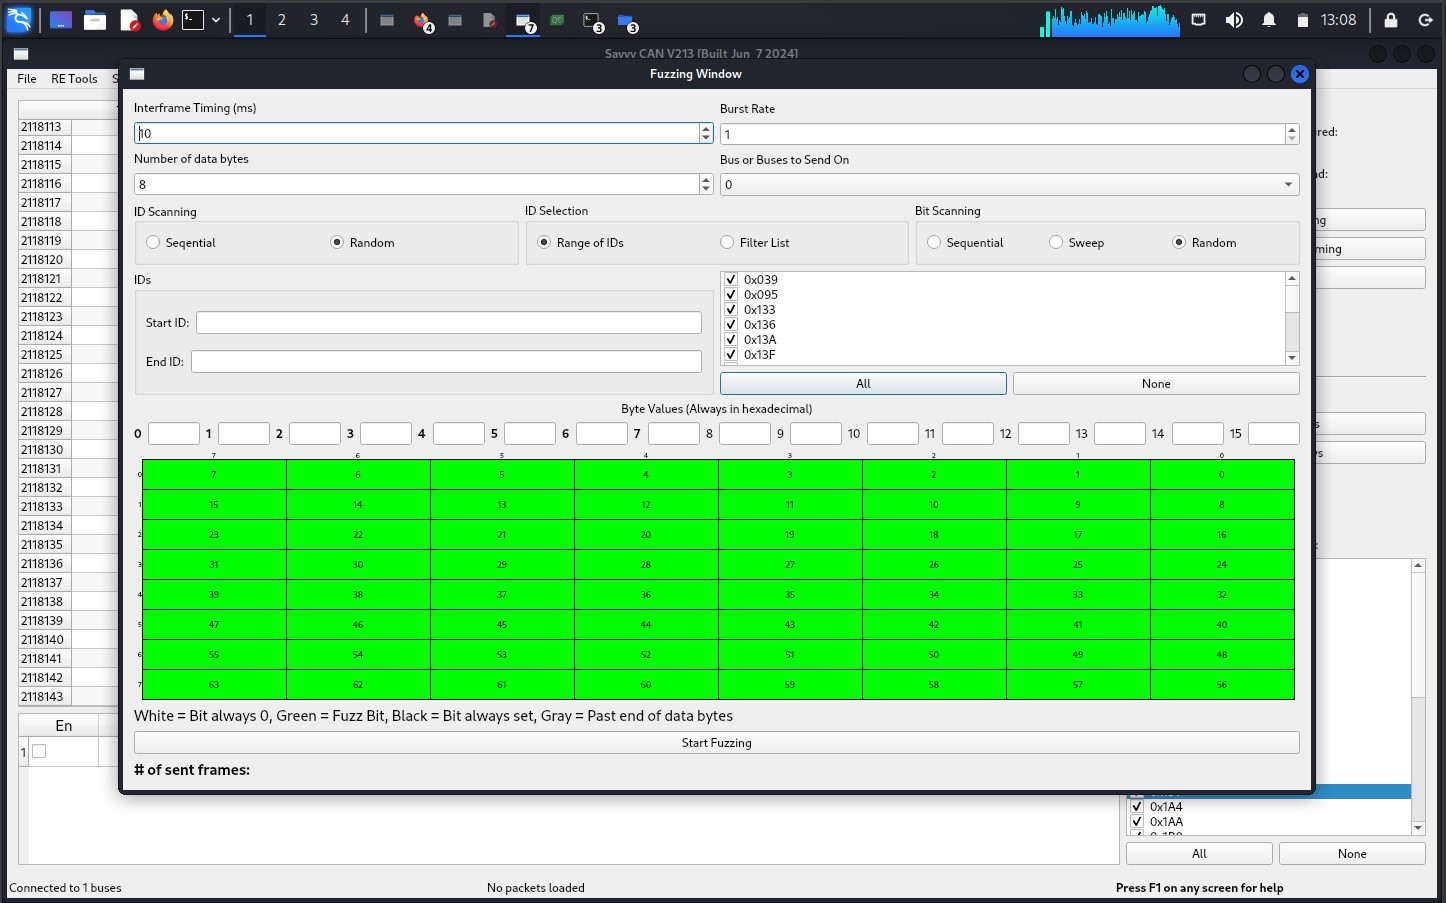 1 2 3 4 4 7 3 3 13:08
Savvy CAN V213 [Built Jun 7 2024]
Fuzzing Window
File RE Tools S
Interframe Timing (ms) Burst Rate
10 1
Number of data bytes Bus or Buses to Send On
8 0
ID Scanning ID Selection Bit Scanning
Seqential Random Range of IDs Filter List Sequential Sweep Random
IDs
Start ID:
End ID:
0x039
0x095
0x133
0x136
0x13A
0x13F
All None
Byte Values (Always in hexadecimal)
0 1 2 3 4 5 6 7 8 9 10 11 12 13 14 15
7 6 5 4 3 2 1 0
0 7 6 5 4 3 2 1 0
1 15 14 13 12 11 10 9 8
2 23 22 21 20 19 18 17 16
3 31 30 29 28 27 26 25 24
4 39 38 37 36 35 34 33 32
5 47 46 45 44 43 42 41 40
6 55 54 53 52 51 50 49 48
7 63 62 61 60 59 58 57 56
White = Bit always 0, Green = Fuzz Bit, Black = Bit always set, Gray = Past end of data bytes
Start Fuzzing
# of sent frames:
2118113
2118114
2118115
2118116
2118117
2118118
2118119
2118120
2118121
2118122
2118123
2118124
2118125
2118126
2118127
2118128
2118129
2118130
2118131
2118132
2118133
2118134
2118135
2118136
2118137
2118138
2118139
2118140
2118141
2118142
2118143
En
1
red:
d:
ng
ming
s
ys
:
0x1A4
0x1AA
All None
Connected to 1 buses No packets loaded Press F1 on any screen for help